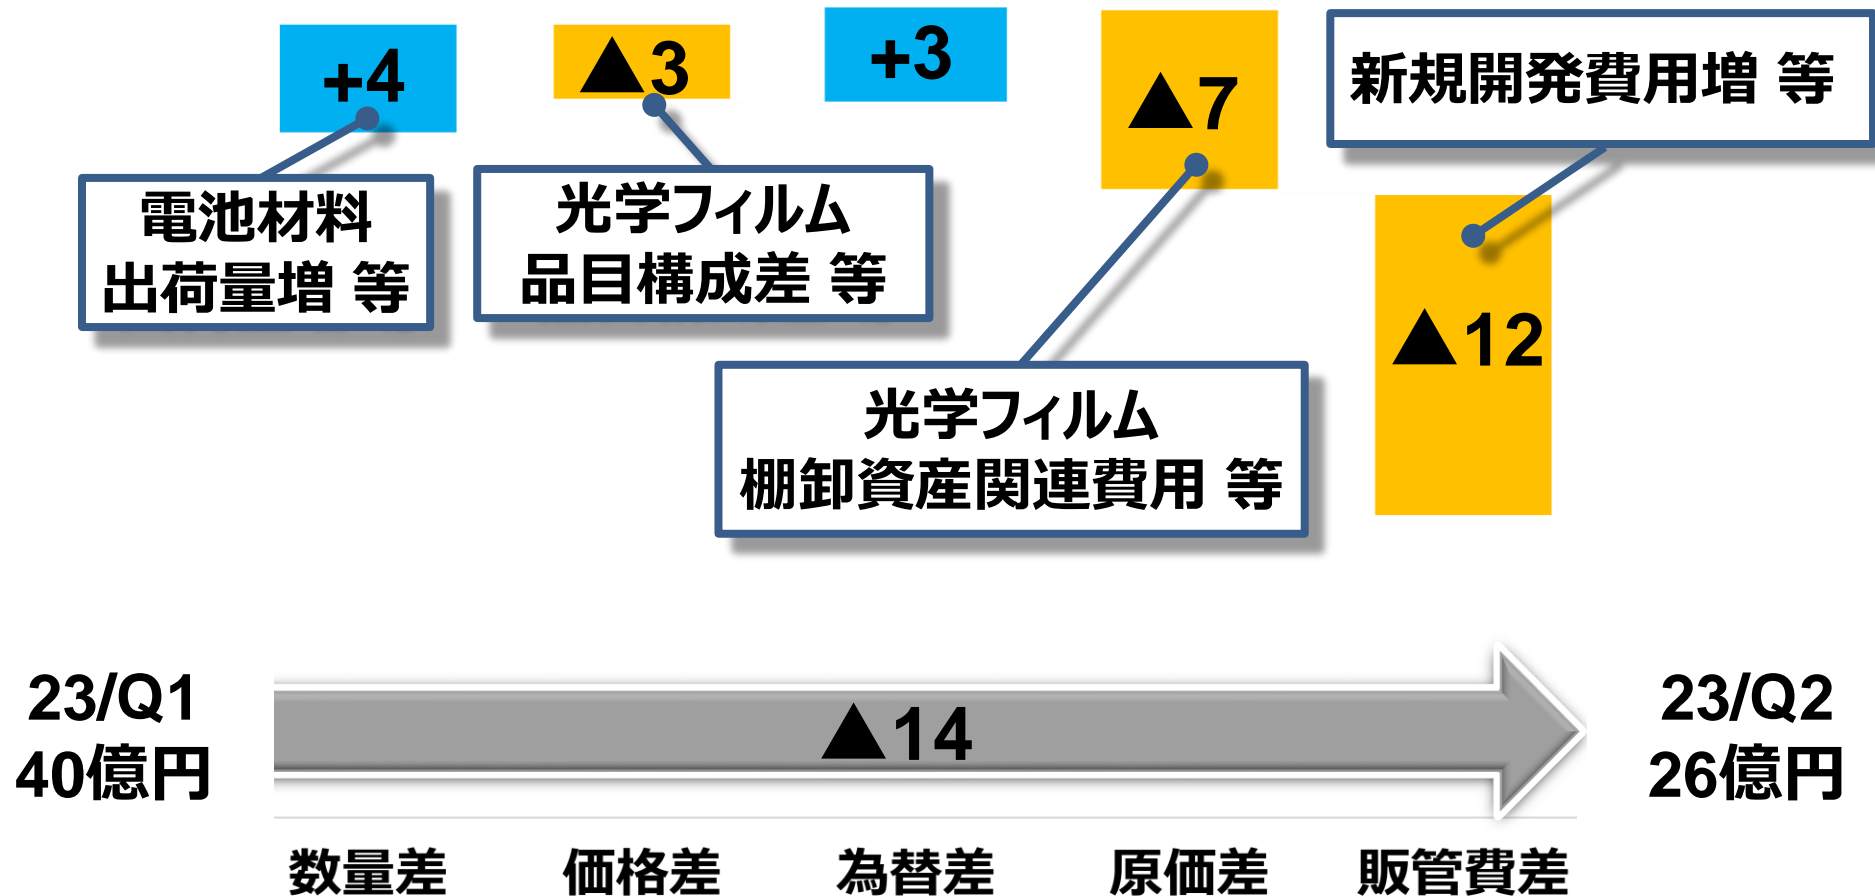 +4
▲3
+3
▲7
新規開発費用増 等
電池材料
出荷量増 等
光学フィルム
品目構成差 等
▲12
光学フィルム
棚卸資産関連費用 等
23/Q1
40億円
▲14
23/Q2
26億円
数量差
価格差
為替差
原価差
販管費差